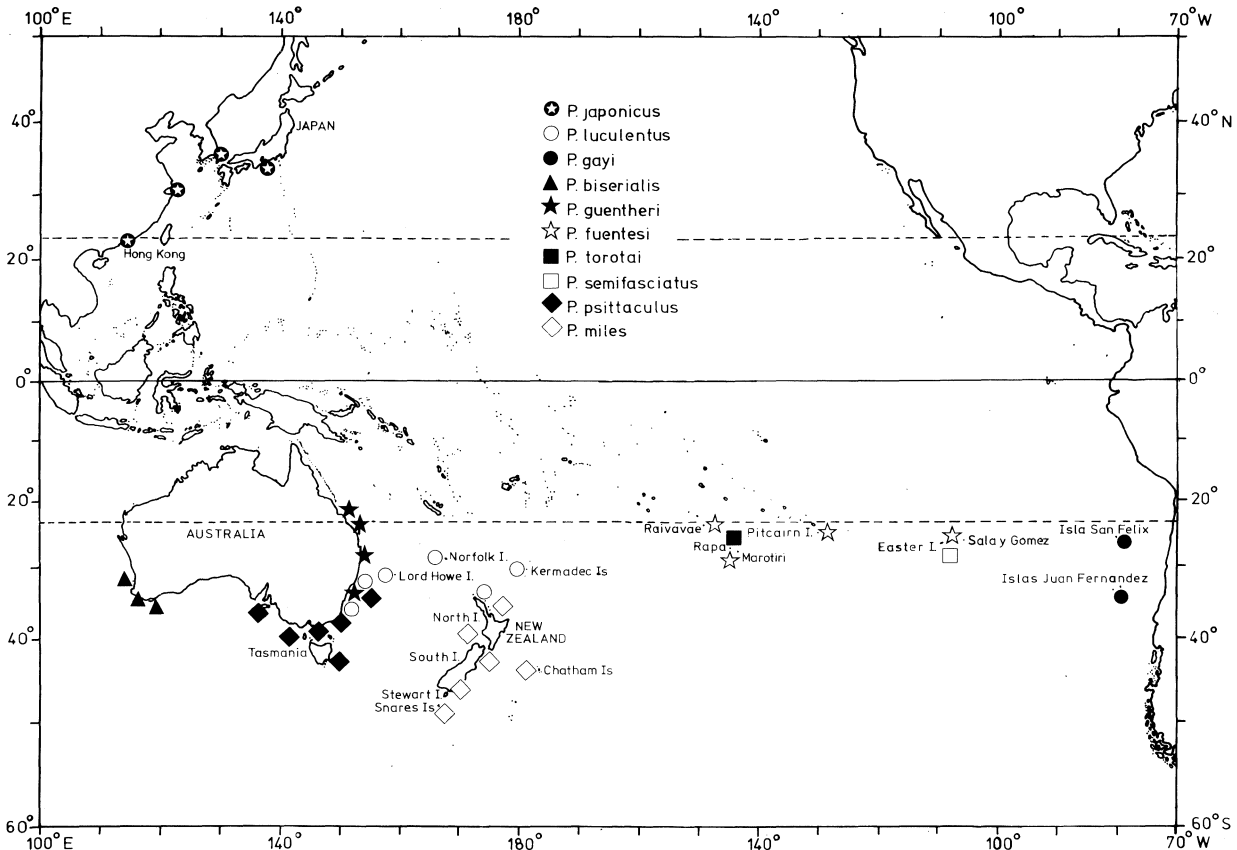 100°E 140° 180° 140° 100° 70°W
40° 40°N
20° 20°
0° 0°
20° 20°
40° 40°
60° 60°S
100°E 140° 180° 140° 100° 70°W
P. japonicus
P. luculentus
P. gayi
P. biserialis
P. guentheri
P. fuentesi
P. torotai
P. semifasciatus
P. psittaculus
P. miles
JAPAN
Hong Kong
AUSTRALIA
Tasmania
Norfolk I.
Lord Howe I.
Kermadec Is
North I.
NEW
ZEALAND
South I.
Chatham Is
Stewart I.
Snares Is
Raivavae
Rapa
Marotiri
Pitcairn I.
Easter I.
Sala y Gomez
Isla San Felix
Islas Juan Fernandez